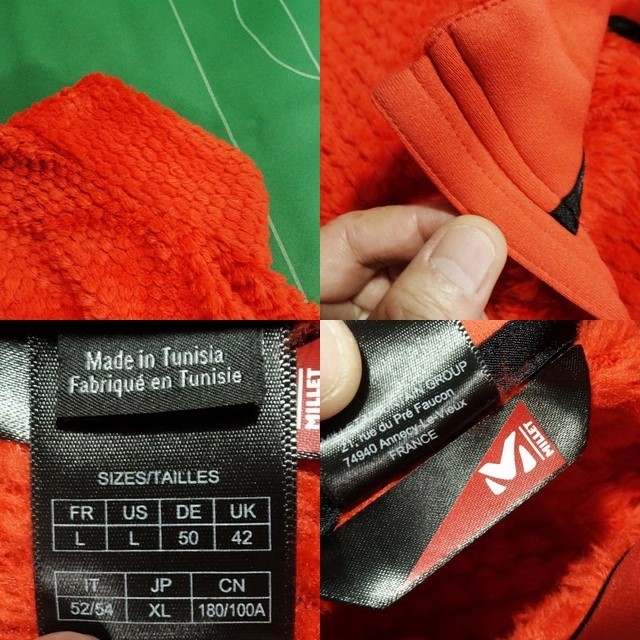 Made in Tunisia
Fabriqué en Tunisie
MILLET
SIZES/TAILLES
FR US DE UK
L L 50 42
IT JP CN
52/54 XL 180/100A
GROUP
21, rue du Pré Faucon
74940 Annecy Le Vieux
FRANCE
MILLET